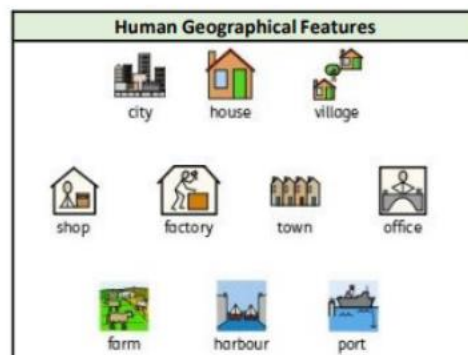 Human Geographical Features
city house village
shop factory town office
farm harbour port